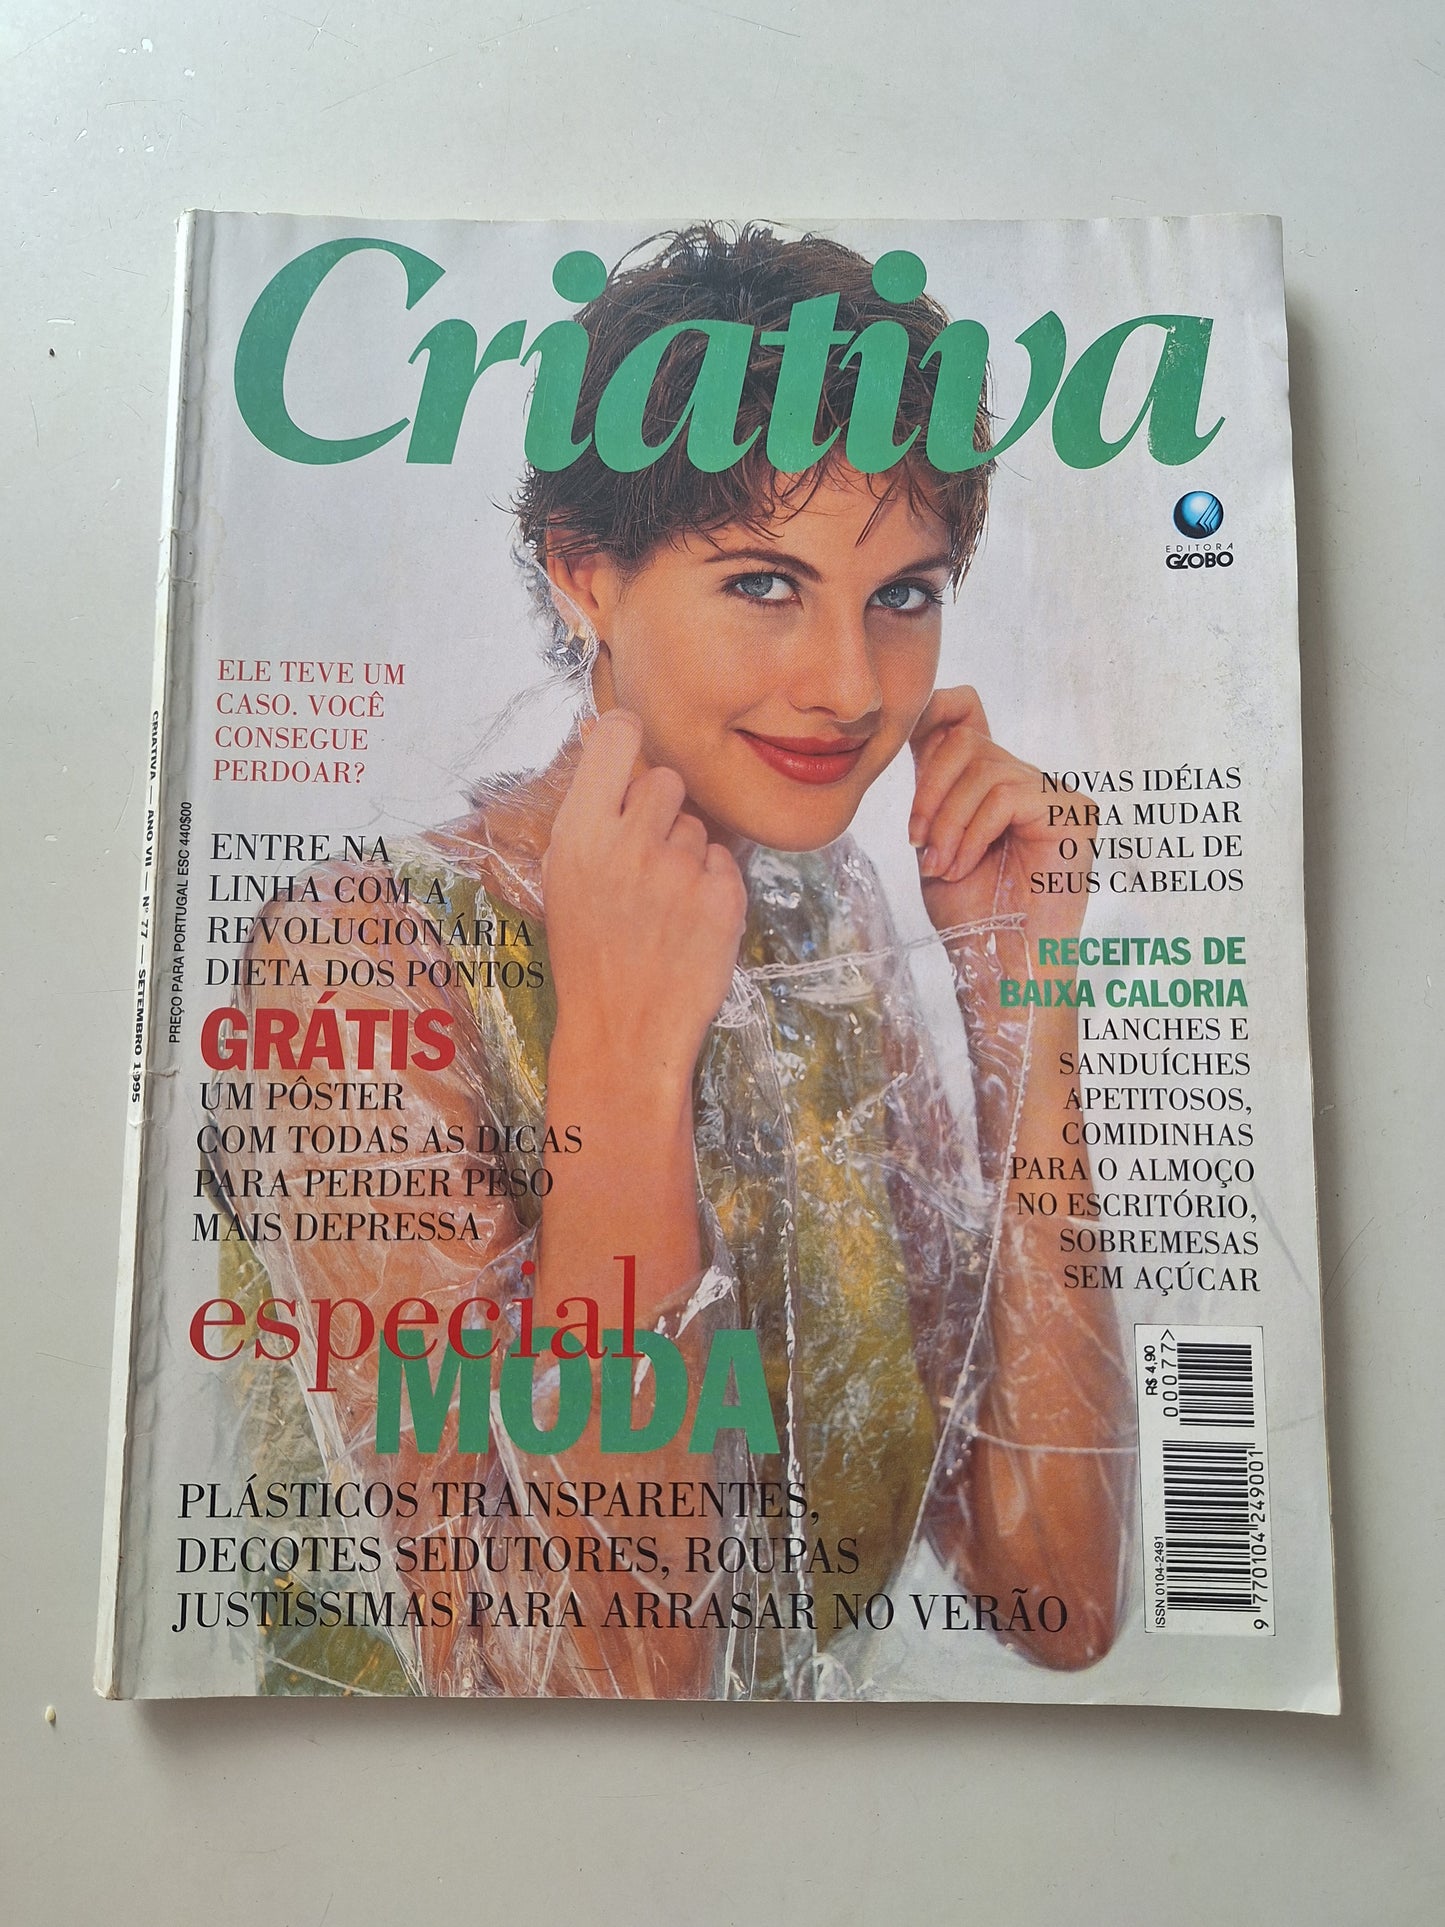 Criativa
EDITORA
GLOBO
ELE TEVE UM
CASO. VOCÊ
CONSEGUE
PERDOAR?
ENTRE NA
LINHA COM A
REVOLUCIONÁRIA
DIETA DOS PONTOS
GRÁTIS
UM PÔSTER
COM TODAS AS DICAS
PARA PERDER PESO
MAIS DEPRESSA
NOVAS IDÉIAS
PARA MUDAR
O VISUAL DE
SEUS CABELOS
RECEITAS DE
BAIXA CALORIA
LANCHES E
SANDUÍCHES
APETITOSOS,
COMIDINHAS
PARA O ALMOÇO
NO ESCRITÓRIO,
SOBREMESAS
SEM AÇÚCAR
especial
MODA
PLÁSTICOS TRANSPARENTES,
DECOTES SEDUTORES, ROUPAS
JUSTÍSSIMAS PARA ARRASAR NO VERÃO
R$ 4,90
00077>
ISSN 0104-2491
9 770104 249001
PREÇO PARA PORTUGAL ESC 440$00
CRIATIVA — ANO VII — Nº 77 — SETEMBRO 1995